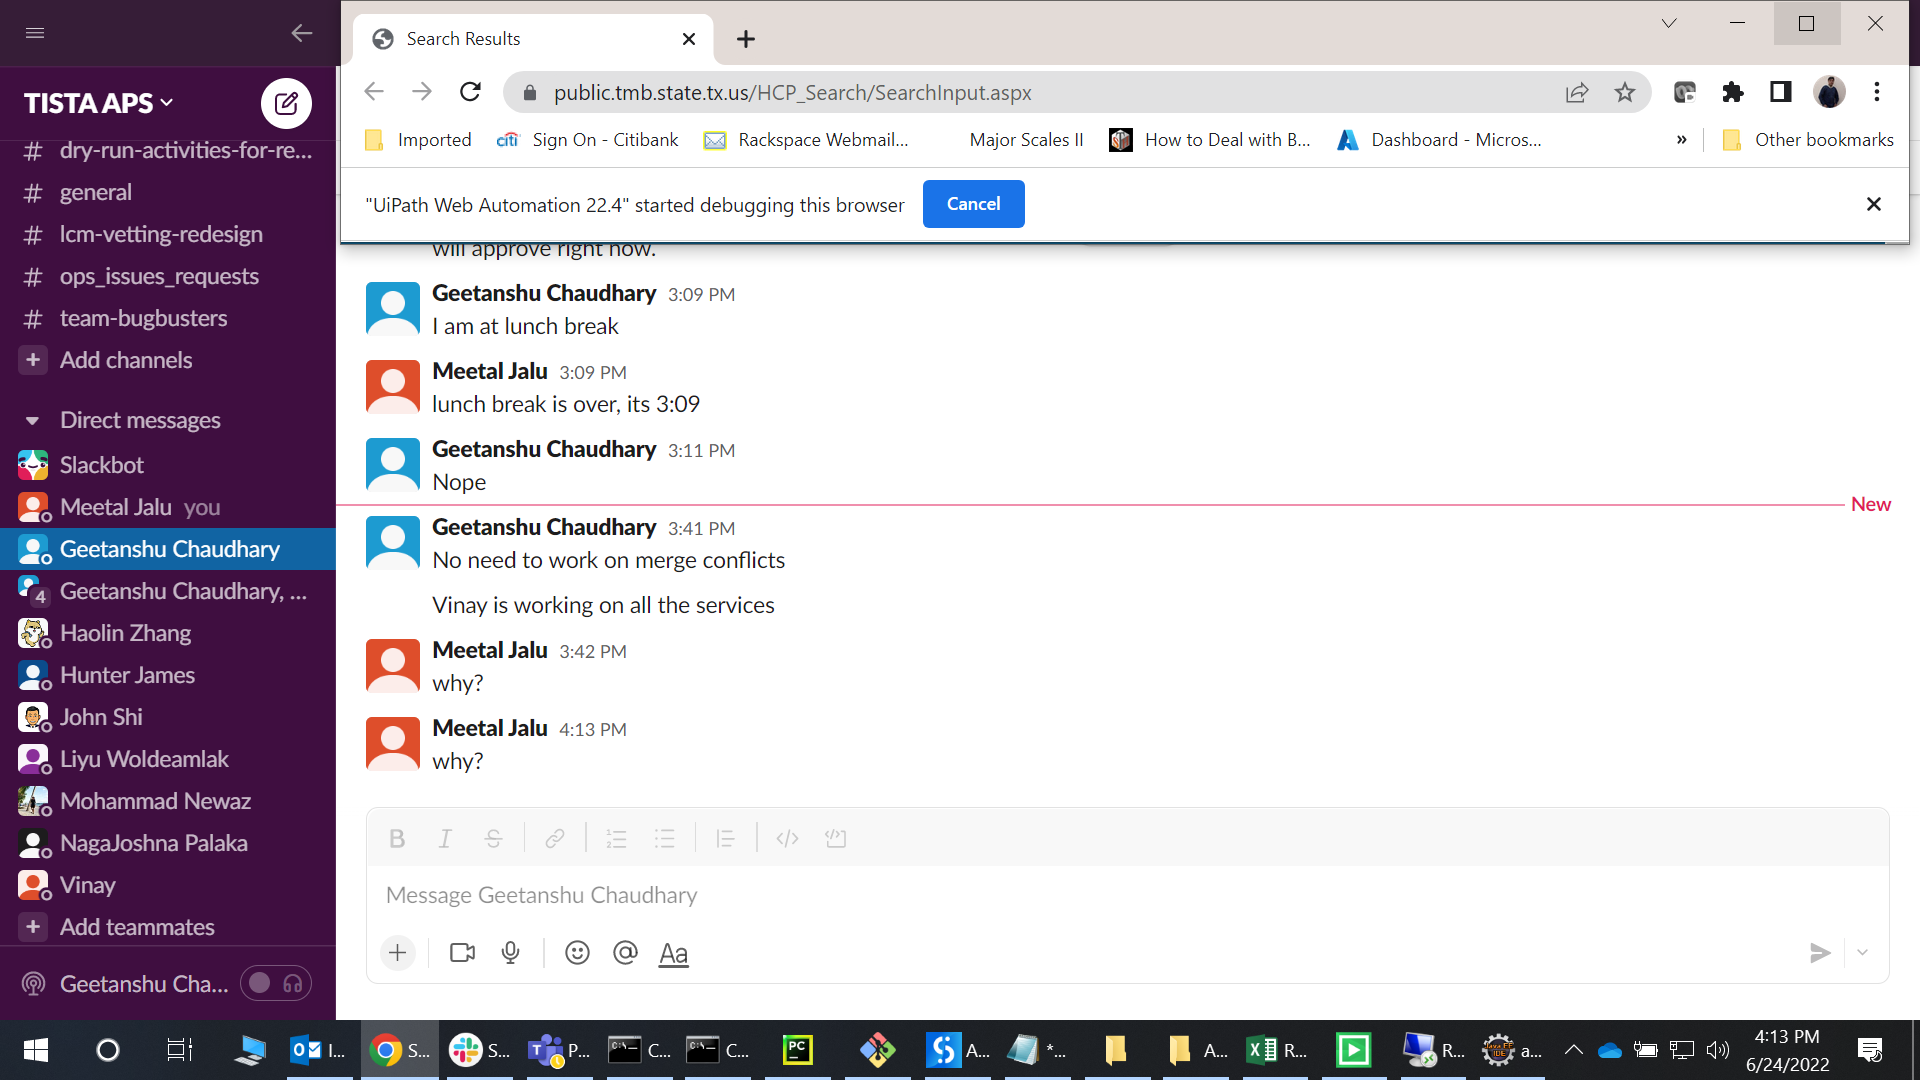 TISTA APS
# dry-run-activities-for-re...
# general
# lcm-vetting-redesign
# ops_issues_requests
# team-bugbusters
+ Add channels
Direct messages
Slackbot
Meetal Jalu you
Geetanshu Chaudhary
4 Geetanshu Chaudhary, ...
Haolin Zhang
Hunter James
John Shi
Liyu Woldeamlak
Mohammad Newaz
NagaJoshna Palaka
Vinay
+ Add teammates
Geetanshu Cha...
Search Results
public.tmb.state.tx.us/HCP_Search/SearchInput.aspx
Imported
citi Sign On - Citibank
Rackspace Webmail...
Major Scales II
How to Deal with B...
Dashboard - Micros...
»
Other bookmarks
"UiPath Web Automation 22.4" started debugging this browser
Cancel
will approve right now.
Geetanshu Chaudhary 3:09 PM
I am at lunch break
Meetal Jalu 3:09 PM
lunch break is over, its 3:09
Geetanshu Chaudhary 3:11 PM
Nope
New
Geetanshu Chaudhary 3:41 PM
No need to work on merge conflicts
Vinay is working on all the services
Meetal Jalu 3:42 PM
why?
Meetal Jalu 4:13 PM
why?
B I S
Message Geetanshu Chaudhary
+ @ Aa
I... S... S... P... C... C... PC A... *... A... R... R... a...
4:13 PM
6/24/2022